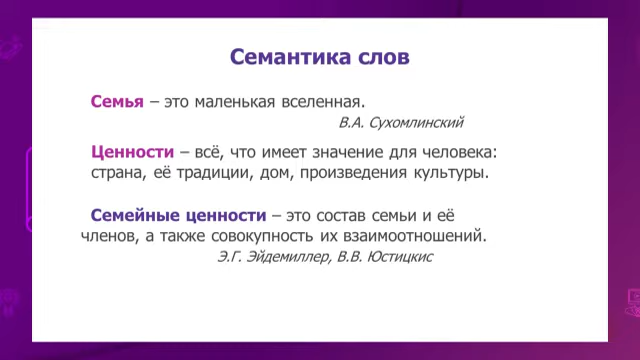 Семантика слов
Семья – это маленькая вселенная.
В.А. Сухомлинский
Ценности – всё, что имеет значение для человека:
страна, её традиции, дом, произведения культуры.
Семейные ценности – это состав семьи и её
членов, а также совокупность их взаимоотношений.
Э.Г. Эйдемиллер, В.В. Юстицкис